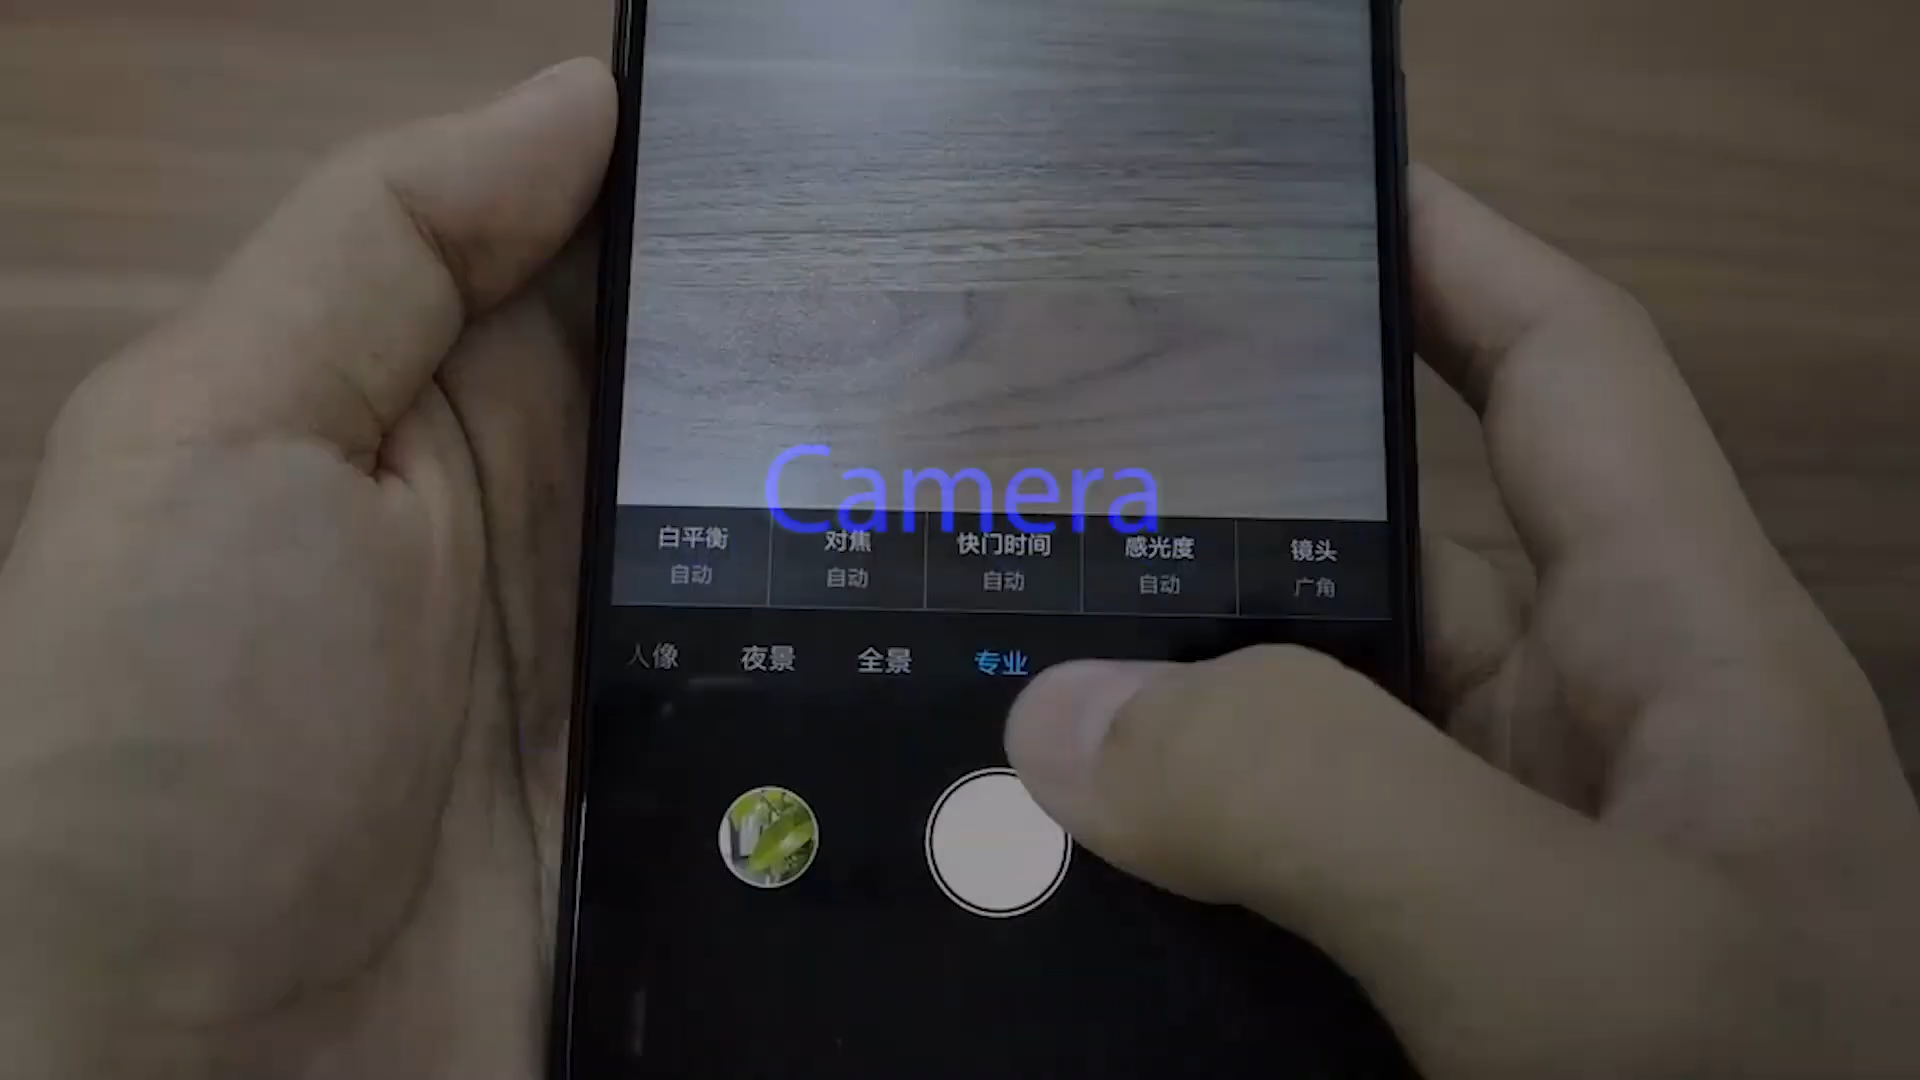 Camera
白平衡 对焦 快门时间 感光度 镜头
自动 自动 自动 自动 广角
人像 夜景 全景 专业